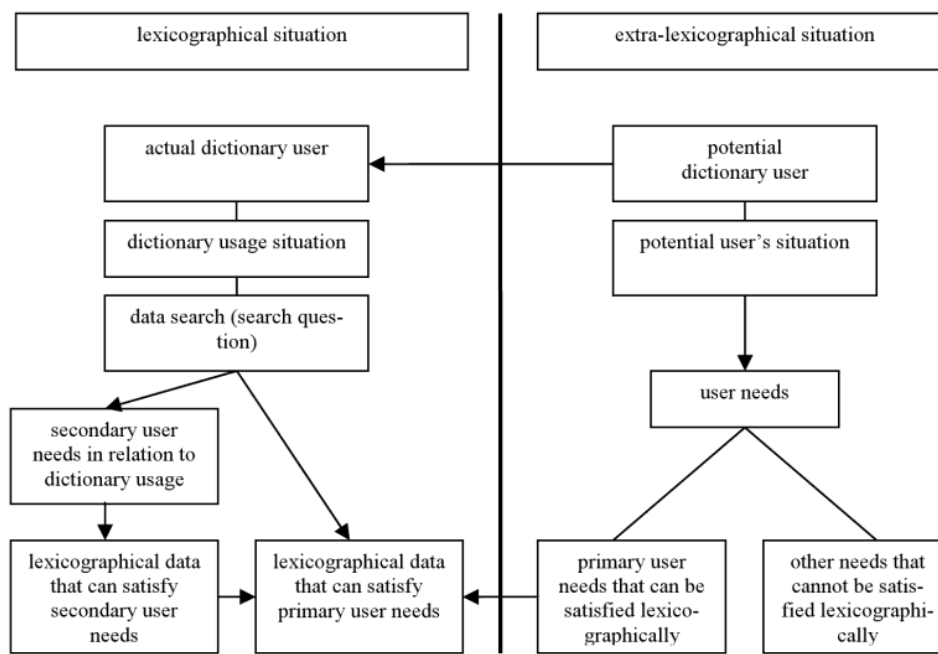 lexicographical situation
extra-lexicographical situation
actual dictionary user
potential
dictionary user
dictionary usage situation
potential user’s situation
data search (search ques-
tion)
user needs
secondary user
needs in relation to
dictionary usage
lexicographical data
that can satisfy
secondary user
needs
lexicographical data
that can satisfy
primary user needs
primary user
needs that can be
satisfied lexico-
graphically
other needs that
cannot be satis-
fied lexicographi-
cally